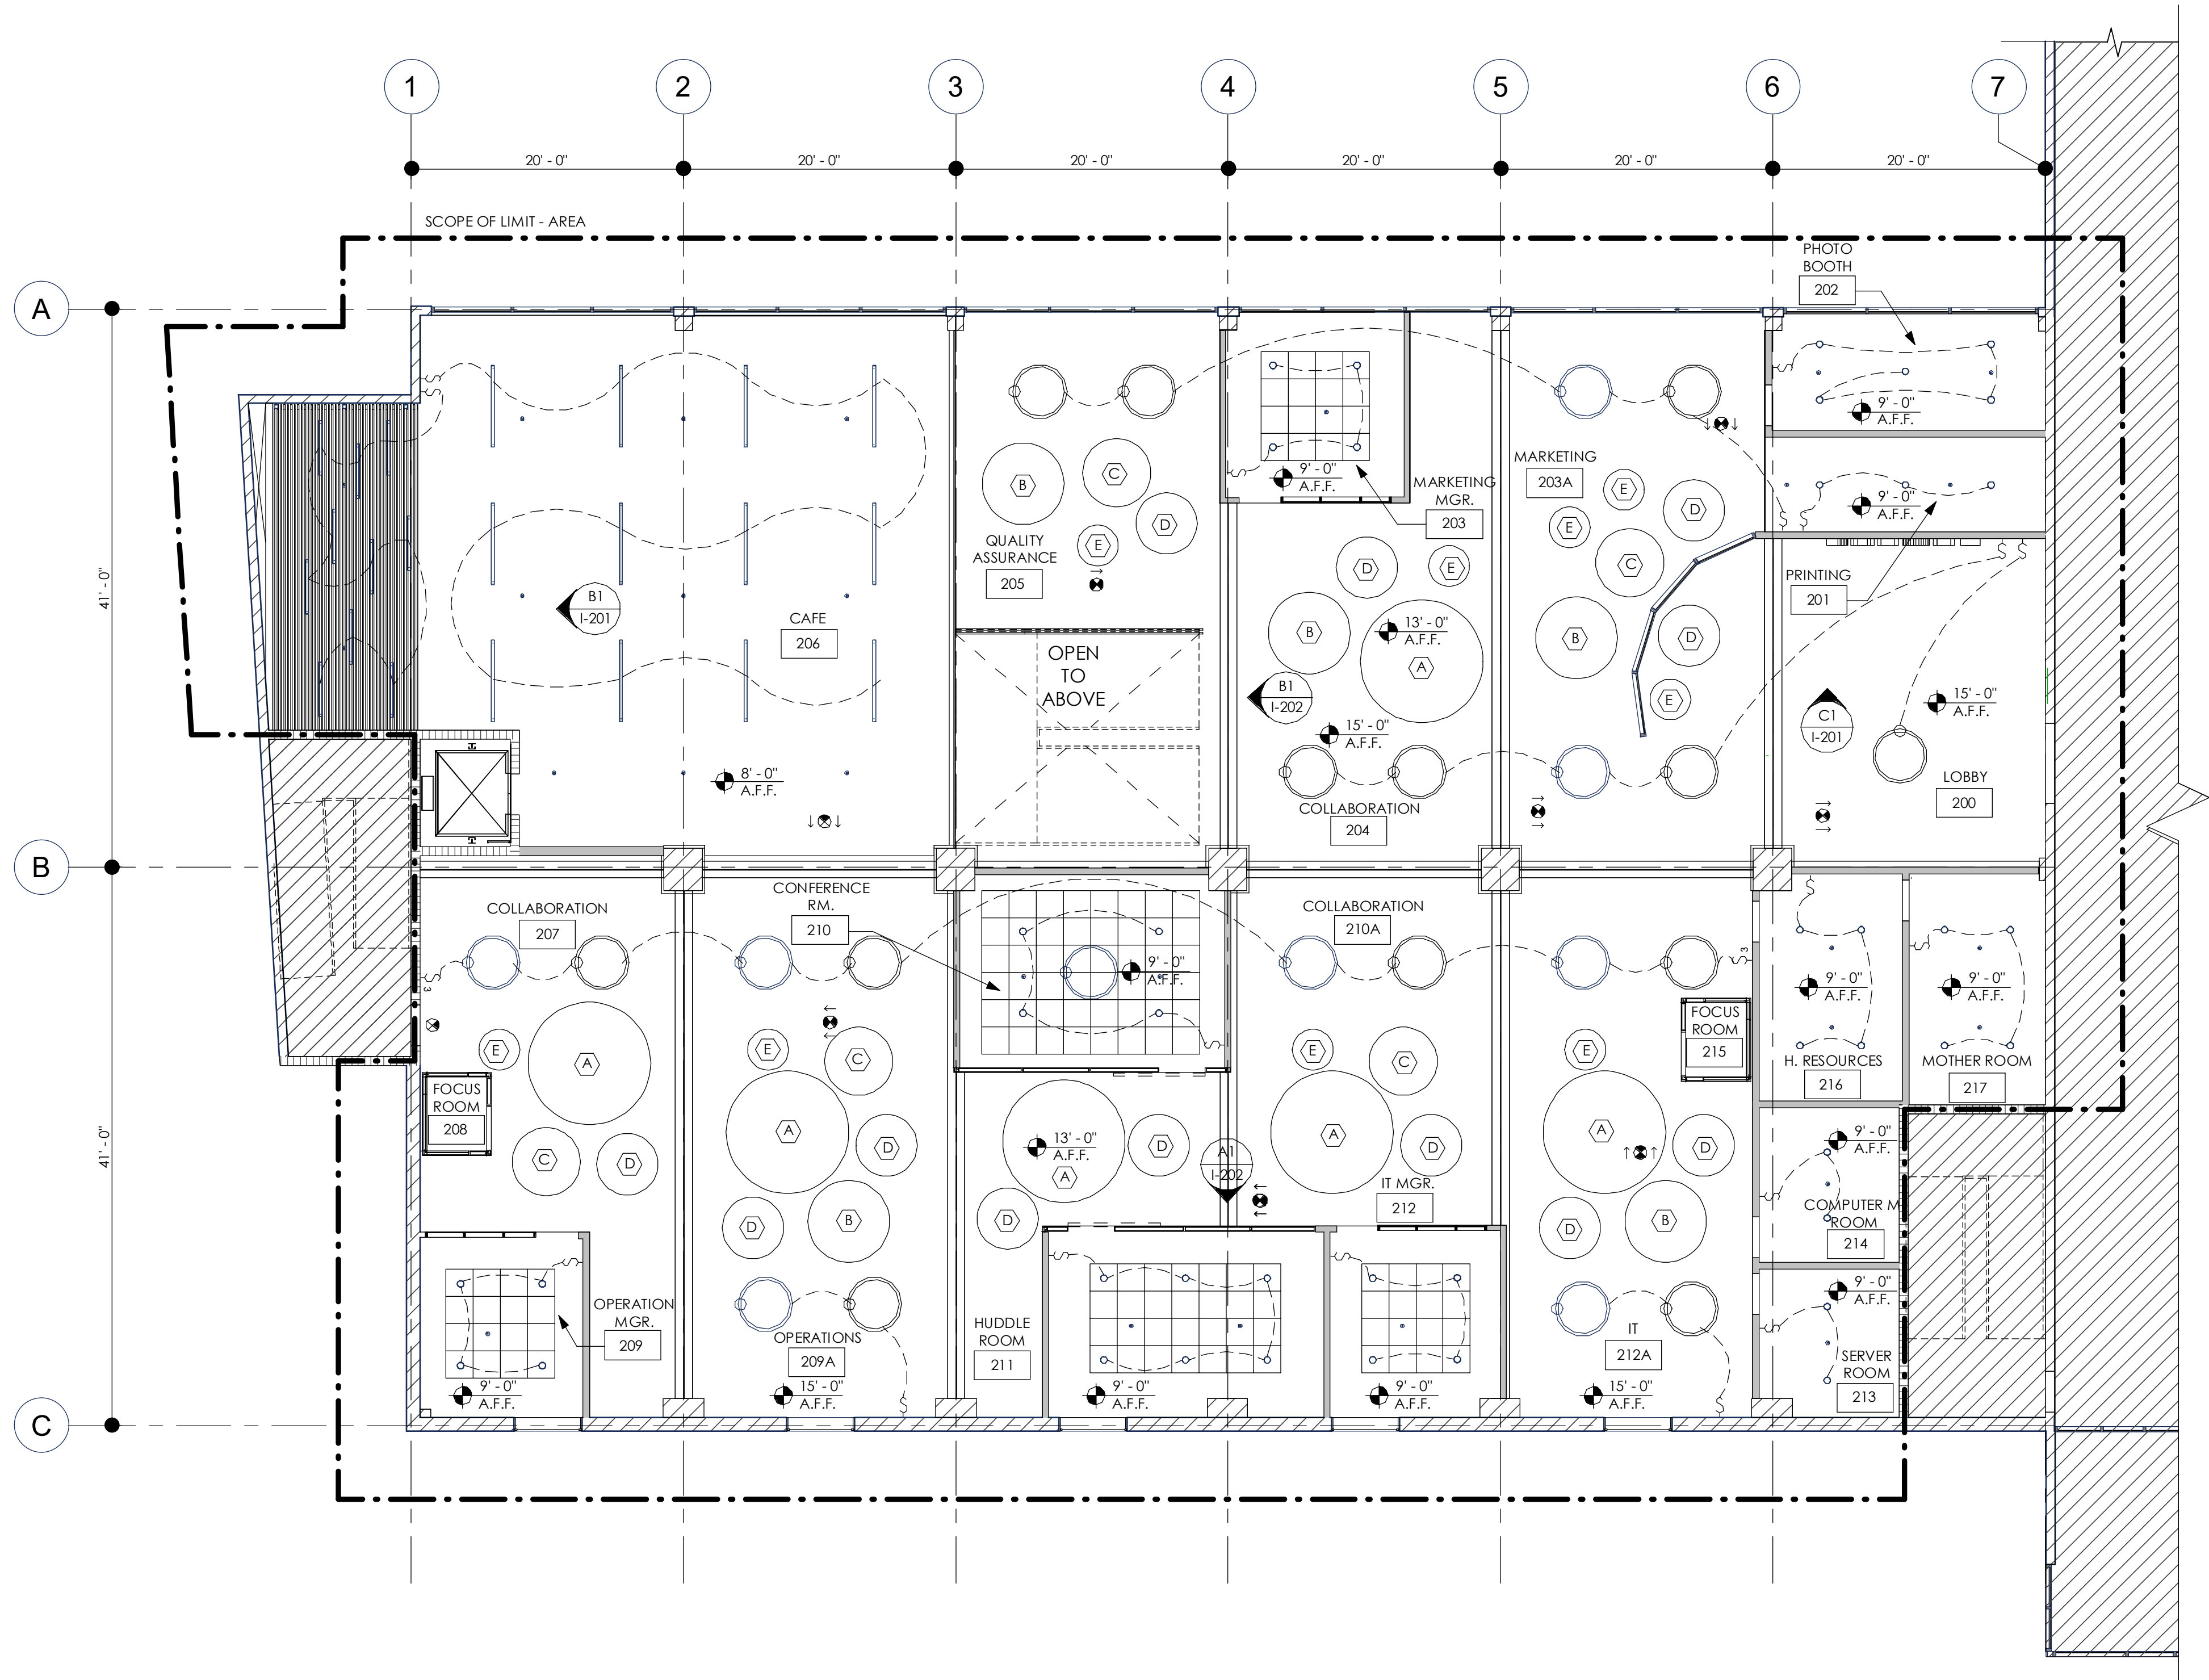 1
2
3
4
5
6
7
20' - 0"
20' - 0"
20' - 0"
20' - 0"
20' - 0"
20' - 0"
SCOPE OF LIMIT - AREA
A
B
C
41' - 0"
41' - 0"
PHOTO
BOOTH
202
9' - 0"
A.F.F.
9' - 0"
A.F.F.
PRINTING
201
B1
I-201
CAFE
206
8' - 0"
A.F.F.
B
C
D
E
QUALITY
ASSURANCE
205
OPEN
TO
ABOVE
9' - 0"
A.F.F.
MARKETING
MGR.
203
D
E
B
13' - 0"
A.F.F.
A
B1
I-202
15' - 0"
A.F.F.
COLLABORATION
204
MARKETING
203A
E
D
E
C
B
D
E
C1
I-201
15' - 0"
A.F.F.
LOBBY
200
COLLABORATION
207
3
E
A
FOCUS
ROOM
208
C
D
OPERATION
MGR.
209
9' - 0"
A.F.F.
CONFERENCE
RM.
210
9' - 0"
A.F.F.
E
C
A
D
D
B
OPERATIONS
209A
15' - 0"
A.F.F.
13' - 0"
A.F.F.
A
D
D
A1
I-202
HUDDLE
ROOM
211
9' - 0"
A.F.F.
COLLABORATION
210A
E
C
A
D
IT MGR.
212
9' - 0"
A.F.F.
3
FOCUS
ROOM
215
E
A
D
D
B
IT
212A
15' - 0"
A.F.F.
9' - 0"
A.F.F.
H. RESOURCES
216
9' - 0"
A.F.F.
MOTHER ROOM
217
9' - 0"
A.F.F.
COMPUTER M
ROOM
214
9' - 0"
A.F.F.
SERVER
ROOM
213